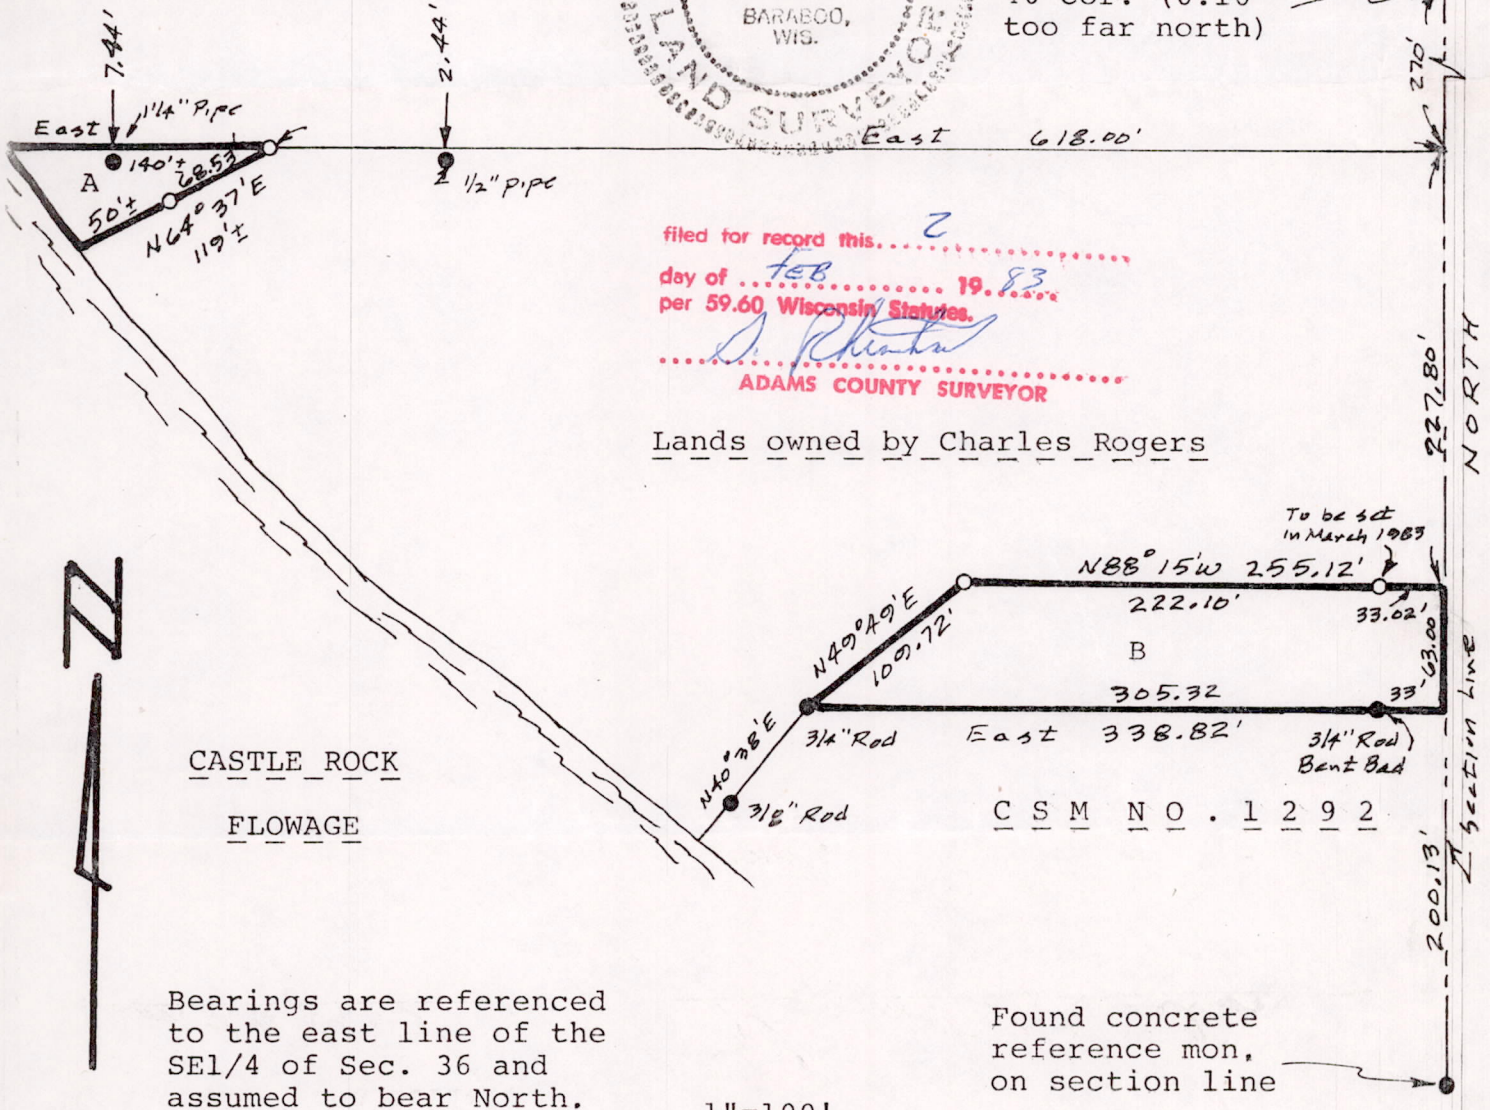 7.44'
2.44'
BARABOO,
WIS.
LAND SURVEYOR
too far north)
270'
1 1/4" Pipe
East
140'±
68.53
A
50'±
N64° 37'E
119'±
1/2" pipe
East 618.00'
filed for record this 2
day of FEB 19 83
per 59.60 Wisconsin Statutes.
ADAMS COUNTY SURVEYOR
227.80'
NORTH
Lands owned by Charles Rogers
To be set
in March 1983
N88° 15'W 255.12'
222.10'
33.02'
N49° 49'E
109.72'
B
63.00
305.32
33'
3/4" Rod
East 338.82'
3/4" Rod
Bent Bad
N40° 38'E
3/8" Rod
CSM NO. 1292
section line
200.13'
N
CASTLE ROCK
FLOWAGE
Bearings are referenced
to the east line of the
SE1/4 of Sec. 36 and
assumed to bear North.
Found concrete
reference mon.
on section line
1"=100'